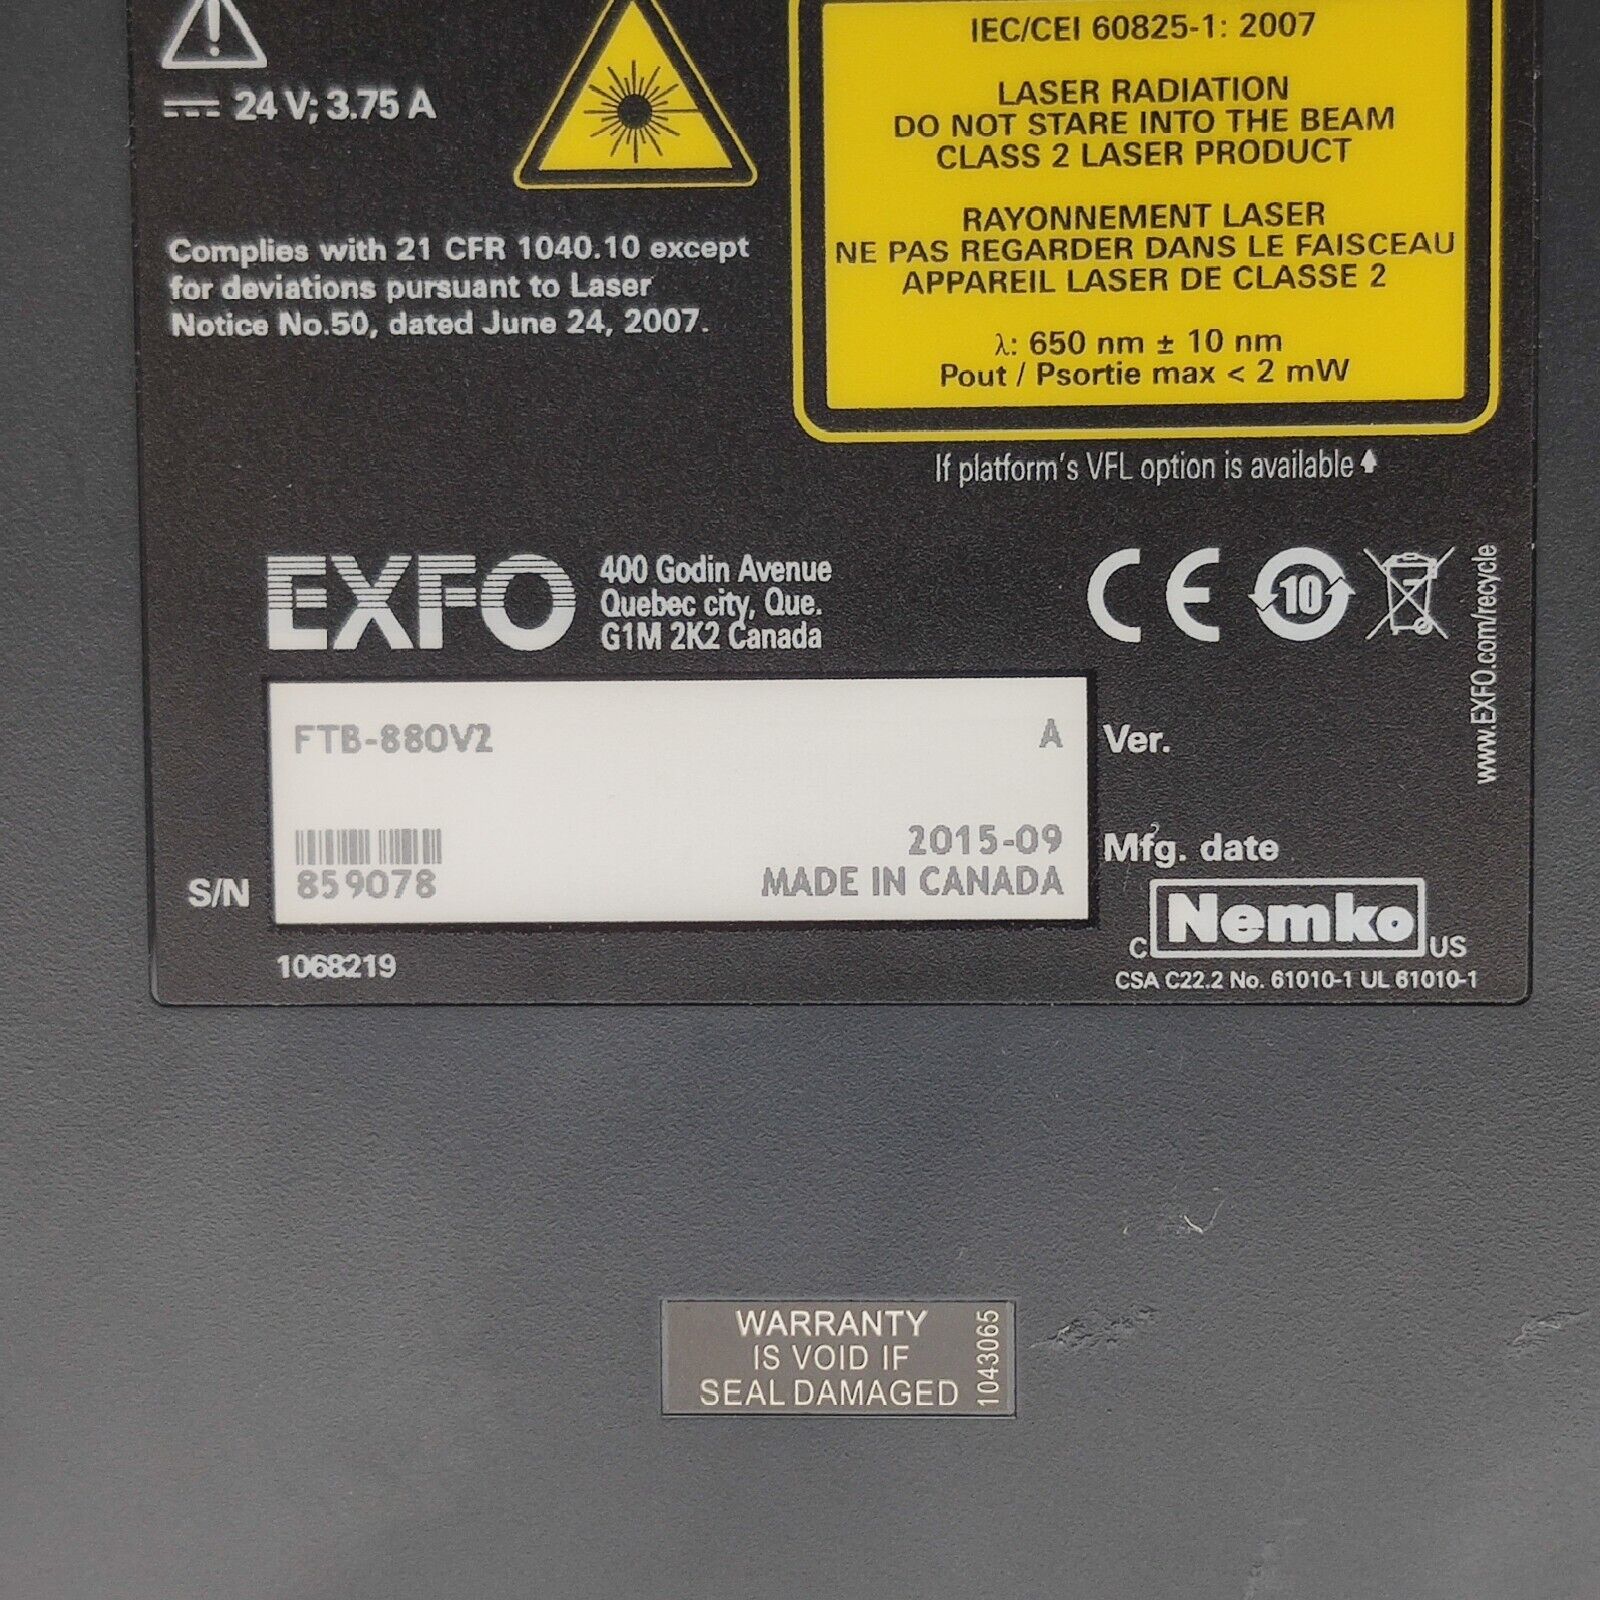 24 V; 3.75 A
Complies with 21 CFR 1040.10 except
for deviations pursuant to Laser
Notice No.50, dated June 24, 2007.
IEC/CEI 60825-1: 2007
LASER RADIATION
DO NOT STARE INTO THE BEAM
CLASS 2 LASER PRODUCT
RAYONNEMENT LASER
NE PAS REGARDER DANS LE FAISCEAU
APPAREIL LASER DE CLASSE 2
λ: 650 nm ± 10 nm
Pout / Psortie max < 2 mW
If platform's VFL option is available
EXFO
400 Godin Avenue
Quebec city, Que.
G1M 2K2 Canada
CE
10
www.EXFO.com/recycle
FTB-880V2
A Ver.
2015-09 Mfg. date
S/N 859078
MADE IN CANADA
1068219
C Nemko US
CSA C22.2 No. 61010-1 UL 61010-1
WARRANTY
IS VOID IF
SEAL DAMAGED
1043065